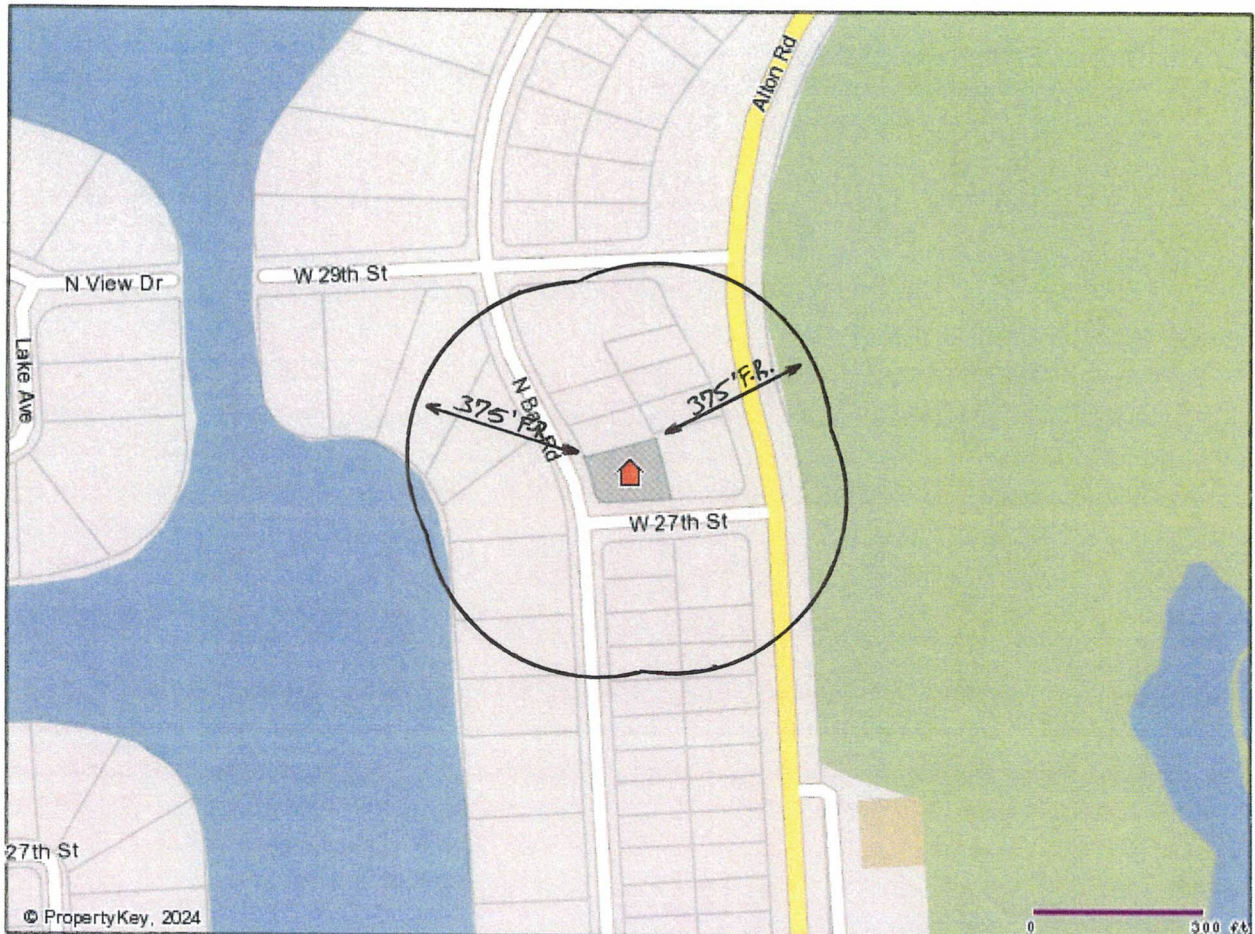 Alton Rd
N View Dr
W 29th St
Lake Ave
N Bay Rd
375' F.R.
375' F.R.
W 27th St
27th St
© PropertyKey, 2024
0 300 ft